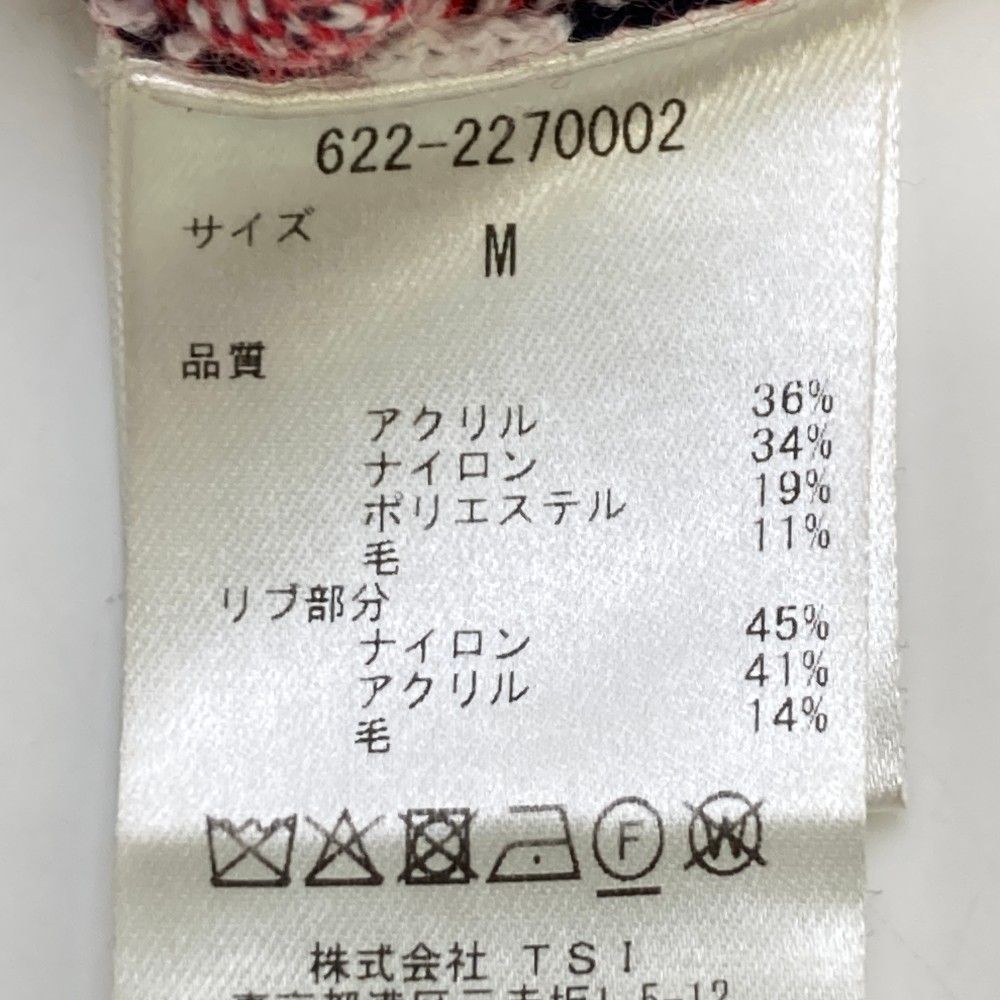 622-2270002
サイズ M
品質
アクリル 36%
ナイロン 34%
ポリエステル 19%
毛 11%
リブ部分
ナイロン 45%
アクリル 41%
毛 14%
F W
株式会社 TSI